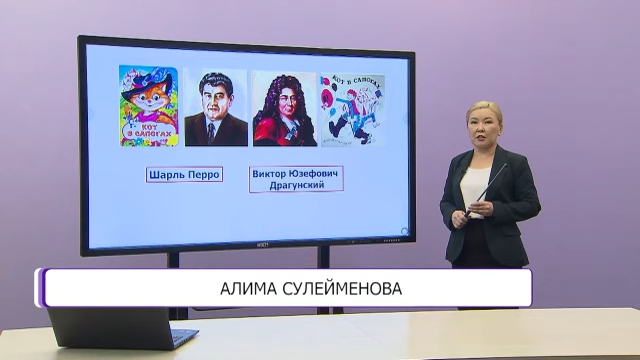 КОТ
В САПОГАХ
КОТ В САПОГАХ
Шарль Перро
Виктор Юзефович
Драгунский
АЛИМА СУЛЕЙМЕНОВА